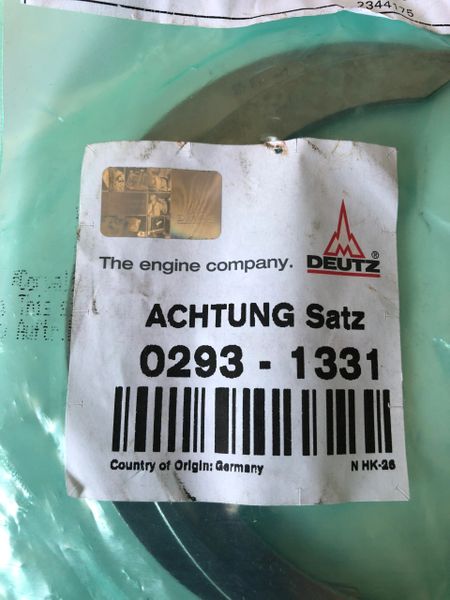 2344175
The engine company.
DEUTZ®
ACHTUNG Satz
0293 - 1331
Country of Origin: Germany
N HK-26